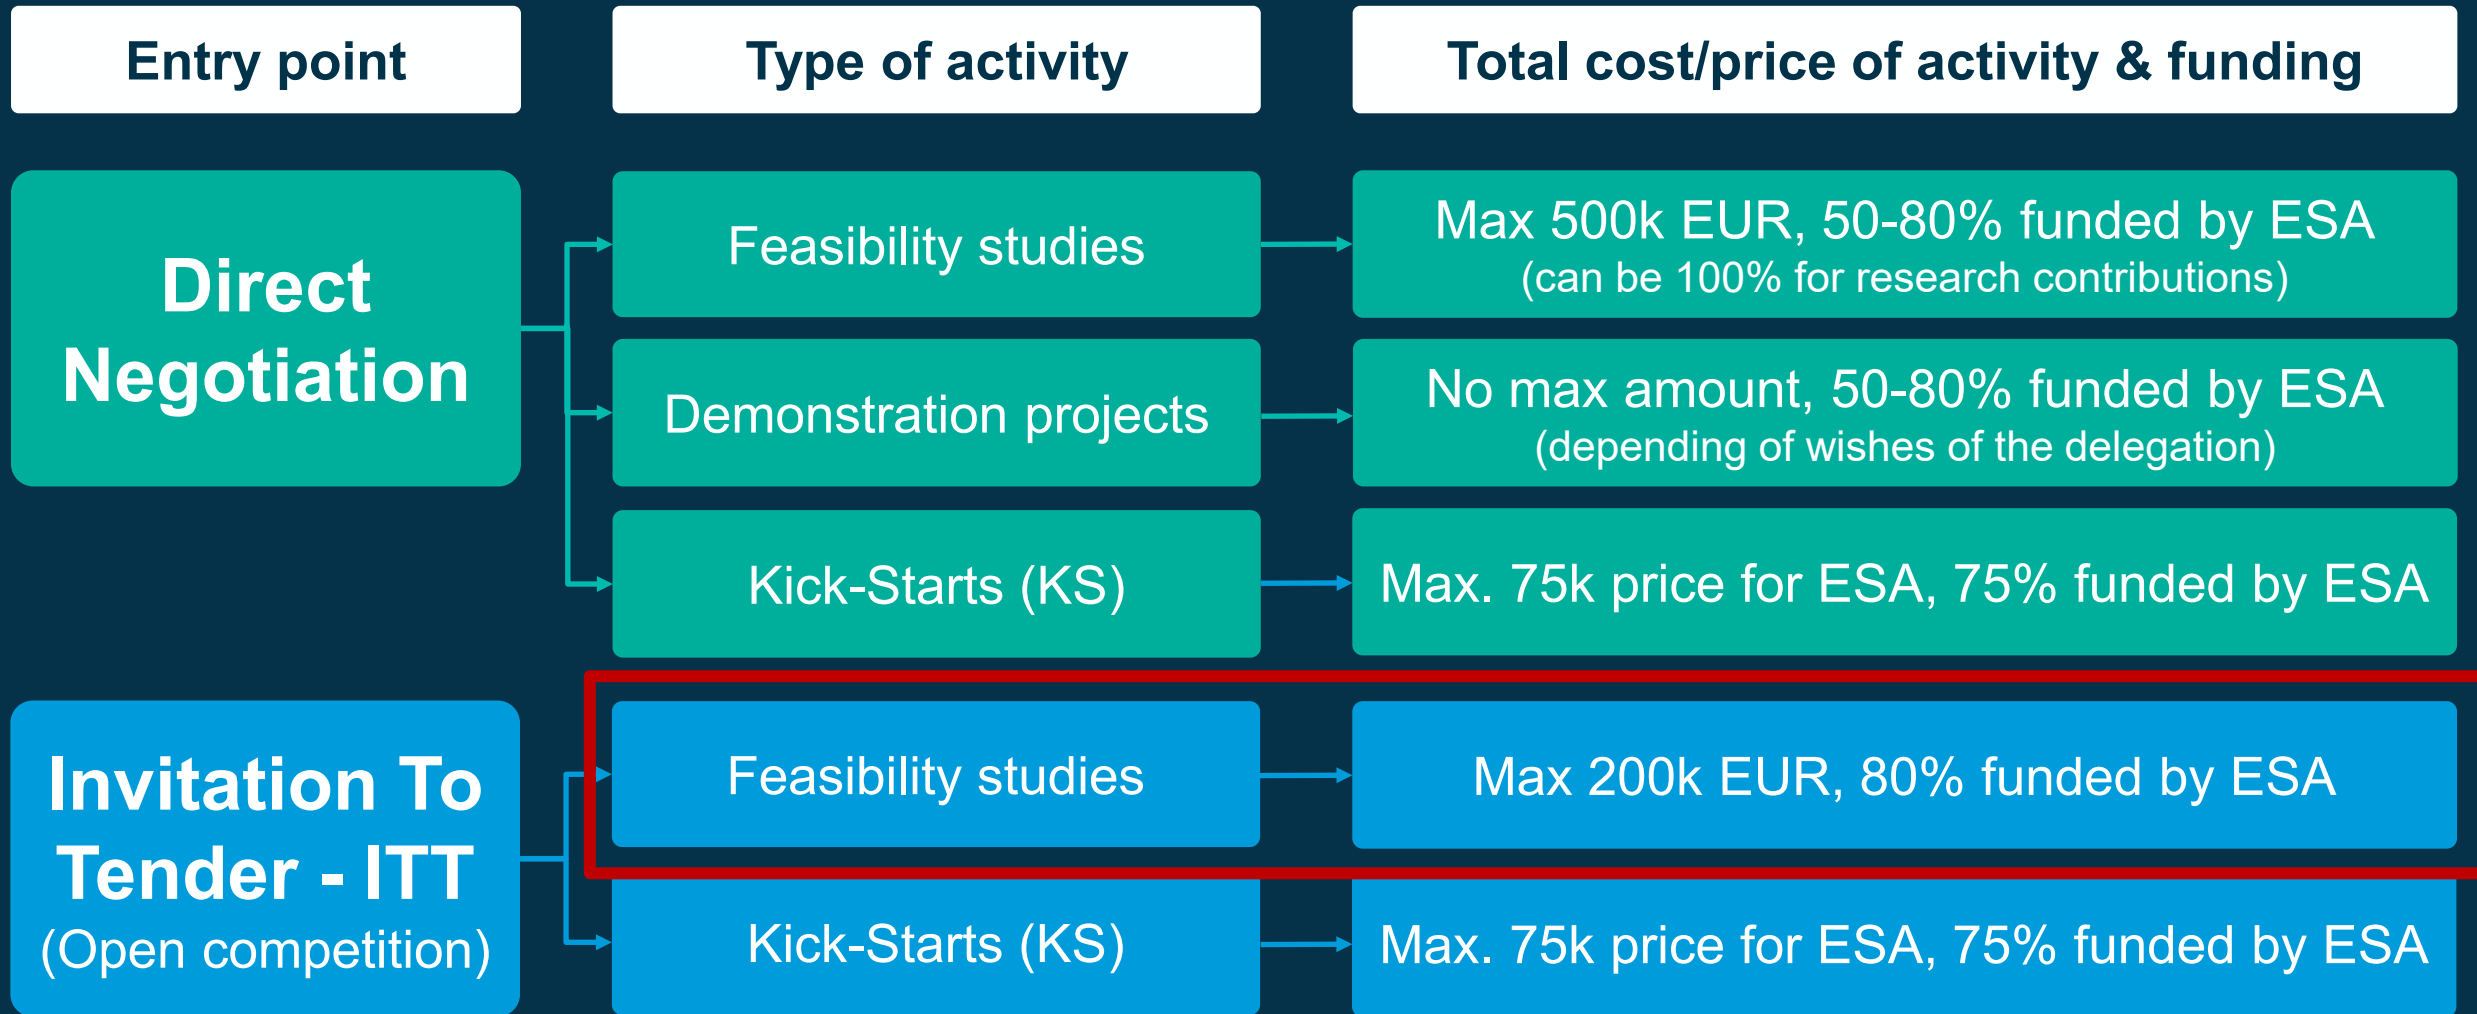 Entry point
Type of activity
Total cost/price of activity & funding
Direct
Negotiation
Feasibility studies
Max 500k EUR, 50-80% funded by ESA
(can be 100% for research contributions)
Demonstration projects
No max amount, 50-80% funded by ESA
(depending of wishes of the delegation)
Kick-Starts (KS)
Max. 75k price for ESA, 75% funded by ESA
Invitation To
Tender - ITT
(Open competition)
Feasibility studies
Max 200k EUR, 80% funded by ESA
Kick-Starts (KS)
Max. 75k price for ESA, 75% funded by ESA